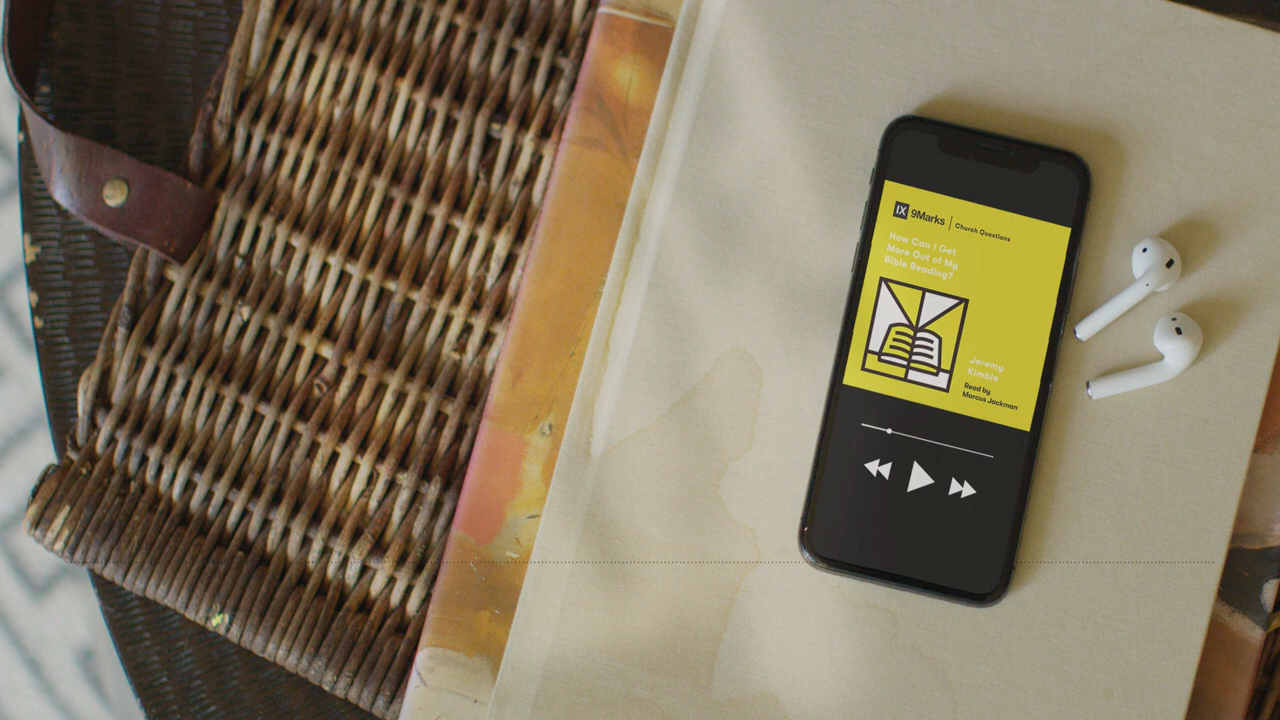 IX 9Marks | Church Questions
How Can I Get
More Out of My
Bible Reading?
Jeremy
Kimble
Read by
Marcus Jackman